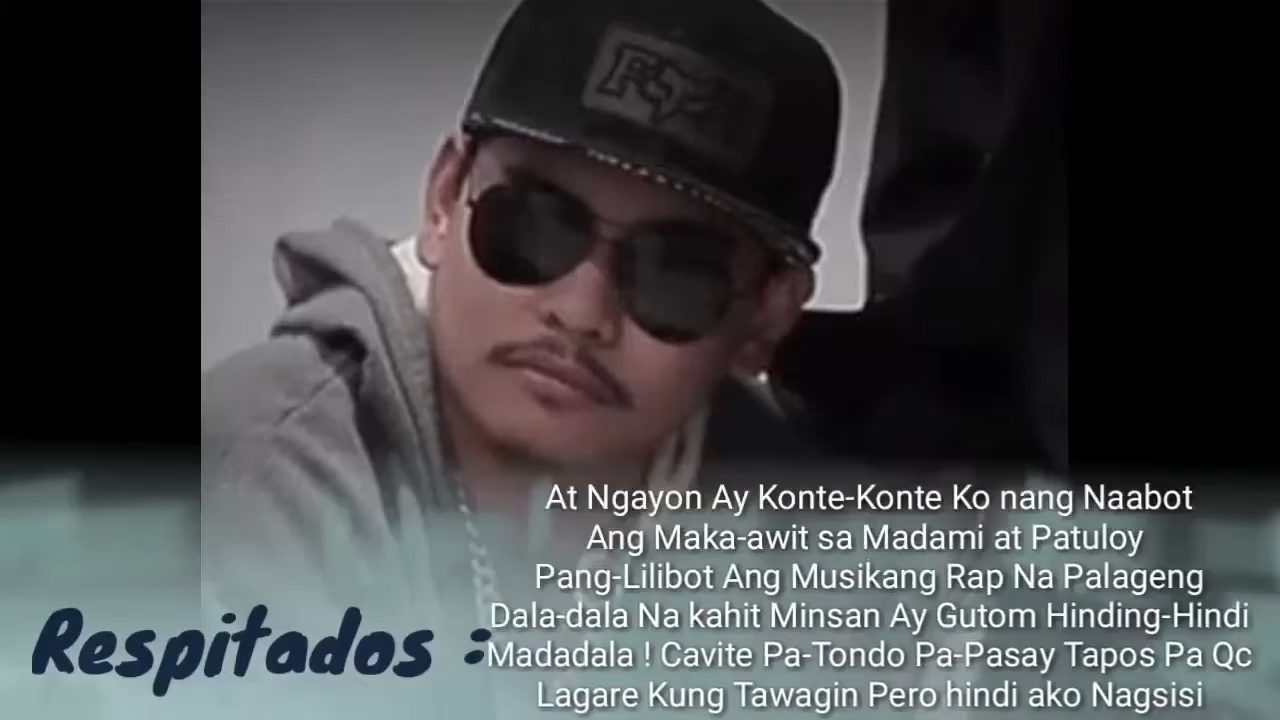 FOX
At Ngayon Ay Konte-Konte Ko nang Naabot
Ang Maka-awit sa Madami at Patuloy
Pang-Lilibot Ang Musikang Rap Na Palageng
Dala-dala Na kahit Minsan Ay Gutom Hinding-Hindi
Respitados : Madadala ! Cavite Pa-Tondo Pa-Pasay Tapos Pa Qc
Lagare Kung Tawagin Pero hindi ako Nagsisi